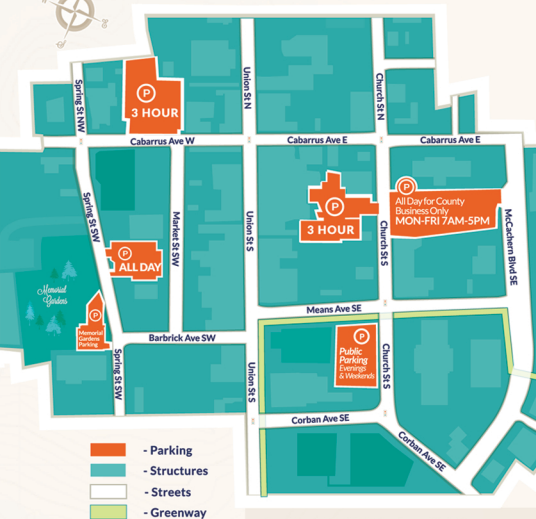 Spring St NW
Union St N
Church St N
P
3 HOUR
Cabarrus Ave W
Cabarrus Ave E
Cabarrus Ave E
Spring St SW
Market St SW
Union St S
P
3 HOUR
Church St S
P
All Day for County
Business Only
MON-FRI 7AM-5PM
McCachern Blvd SE
P
ALL DAY
Memorial
Gardens
P
Memorial
Gardens
Parking
Means Ave SE
Barbrick Ave SW
Spring St SW
Union St S
P
Public
Parking
Evenings
& Weekends
Church St S
Corban Ave SE
Corban Ave SE
- Parking
- Structures
- Streets
- Greenway